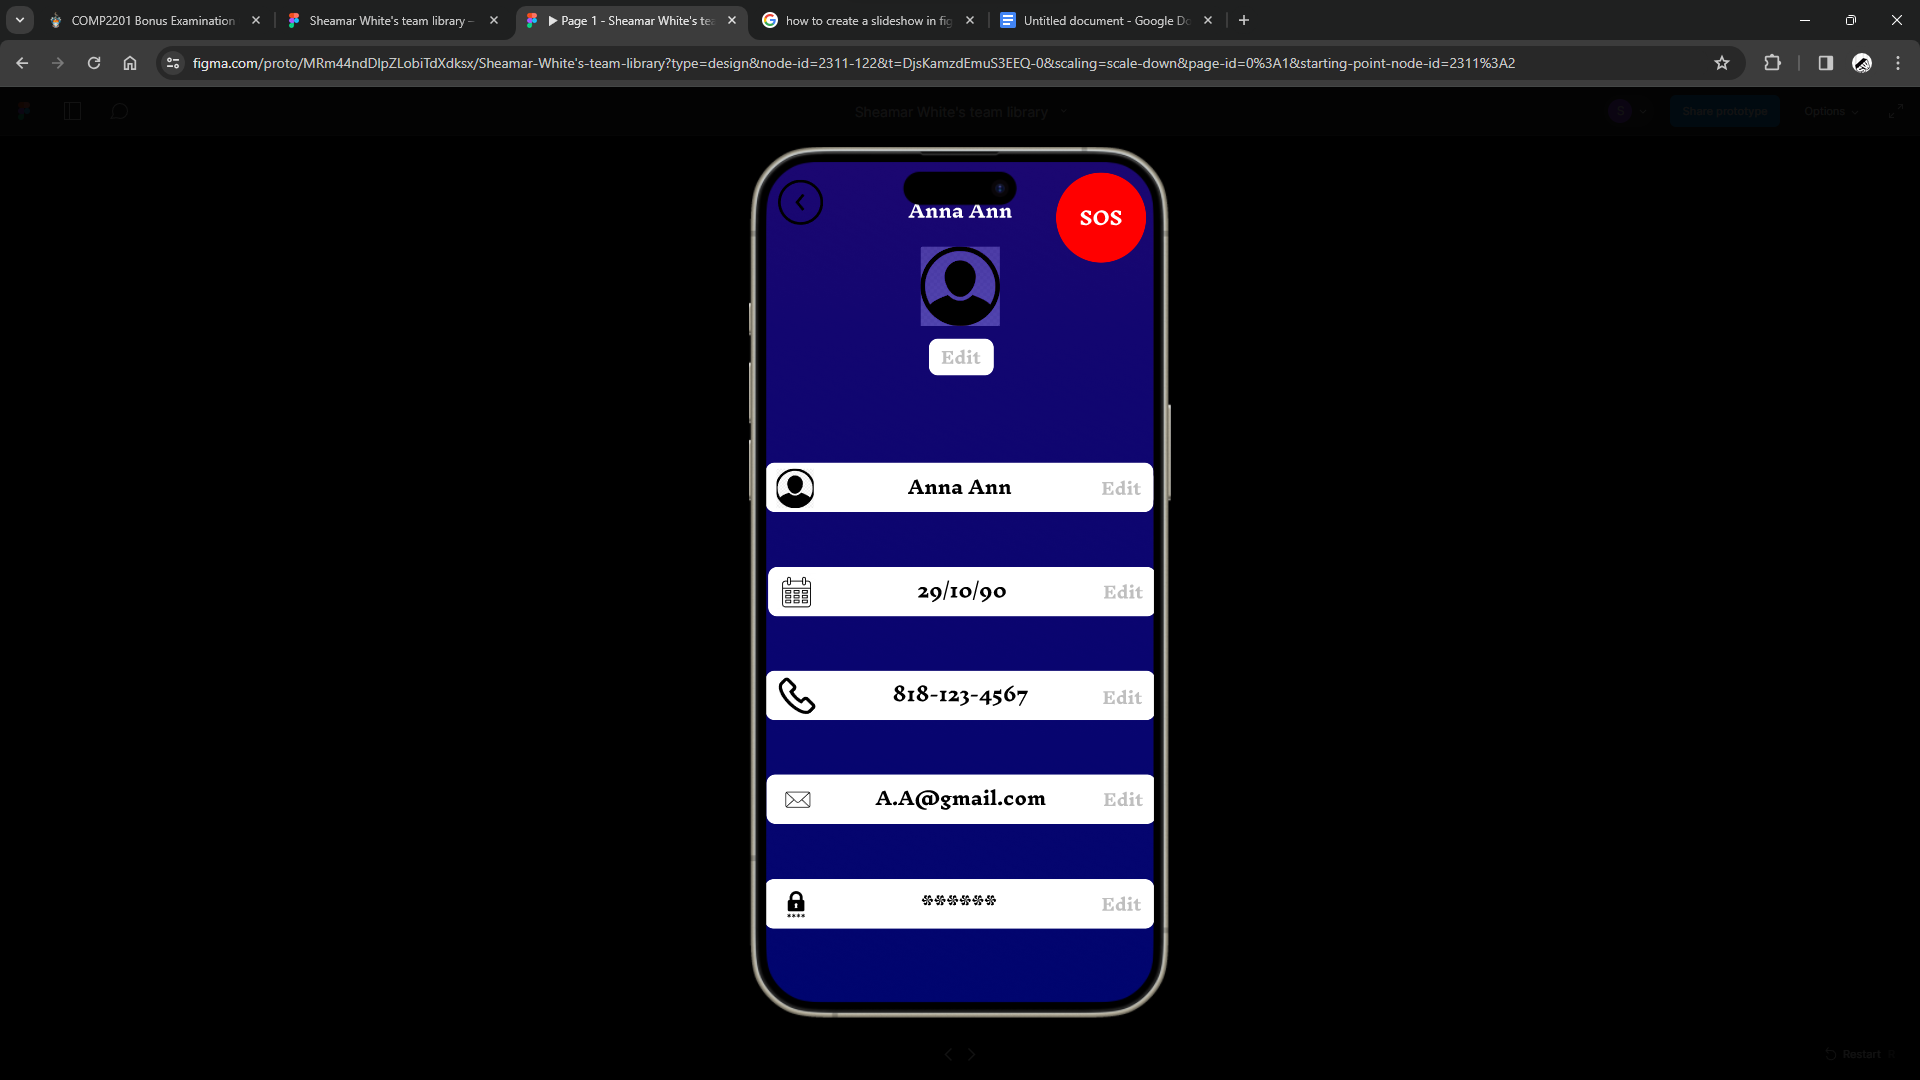 COMP2201 Bonus Examination
Sheamar White's team library –
Page 1 - Sheamar White's te
how to create a slideshow in fig
Untitled document - Google Do
figma.com/proto/MRm44ndDlpZLobiTdXdksx/Sheamar-White's-team-library?type=design&node-id=2311-122&t=DjsKamzdEmuS3EEQ-0&scaling=scale-down&page-id=0%3A1&starting-point-node-id=2311%3A2
Sheamar White's team library
S
Share prototype
Options
Anna Ann
SOS
Edit
Anna Ann
Edit
29/10/90
Edit
818-123-4567
Edit
A.A@gmail.com
Edit
******
Edit
****
Restart